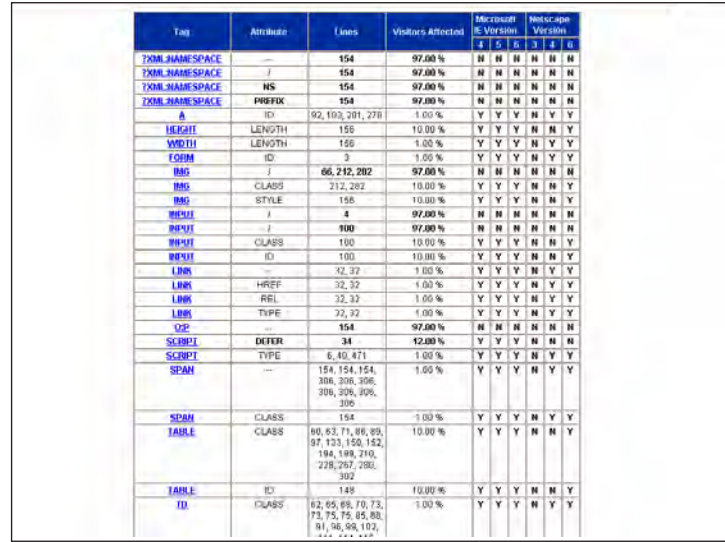 Tag Attribute Lines Visitors Affected Microsoft IE Version Netscape Version
4 5 6 3 4 6
?XML:NAMESPACE --- 154 97.00 % N N N N N N
?XML:NAMESPACE / 154 97.00 % N N N N N N
?XML:NAMESPACE NS 154 97.00 % N N N N N N
?XML:NAMESPACE PREFIX 154 97.00 % N N N N N N
A ID 92, 103, 201, 278 1.00 % Y Y Y N Y Y
HEIGHT LENGTH 156 10.00 % Y Y Y N N Y
WIDTH LENGTH 156 1.00 % Y Y Y N Y Y
FORM ID 3 1.00 % Y Y Y N Y Y
IMG / 66, 212, 282 97.00 % N N N N N N
IMG CLASS 212, 282 10.00 % Y Y Y N N Y
IMG STYLE 156 10.00 % Y Y Y N N Y
INPUT / 4 97.00 % N N N N N N
INPUT / 100 97.00 % N N N N N N
INPUT CLASS 100 10.00 % Y Y Y N N Y
INPUT ID 100 10.00 % Y Y Y N N Y
LINK --- 32, 32 1.00 % Y Y Y N Y Y
LINK HREF 32, 32 1.00 % Y Y Y N Y Y
LINK REL 32, 32 1.00 % Y Y Y N Y Y
LINK TYPE 32, 32 1.00 % Y Y Y N Y Y
O:P --- 154 97.00 % N N N N N N
SCRIPT DEFER 34 12.00 % Y Y Y N N N
SCRIPT TYPE 6, 40, 471 1.00 % Y Y Y N Y Y
SPAN --- 154, 154, 154, 1.00 % Y Y Y N Y Y
306, 306, 306,
306, 306, 306,
306
SPAN CLASS 154 1.00 % Y Y Y N Y Y
TABLE CLASS 60, 63, 71, 86, 89, 10.00 % Y Y Y N N Y
97, 133, 150, 152,
194, 199, 210,
228, 267, 280,
302
TABLE ID 148 10.00 % Y Y Y N N Y
TD CLASS 62, 65, 68, 70, 73, 1.00 % Y Y Y N Y Y
73, 75, 75, 85, 88,
91, 96, 99, 102,